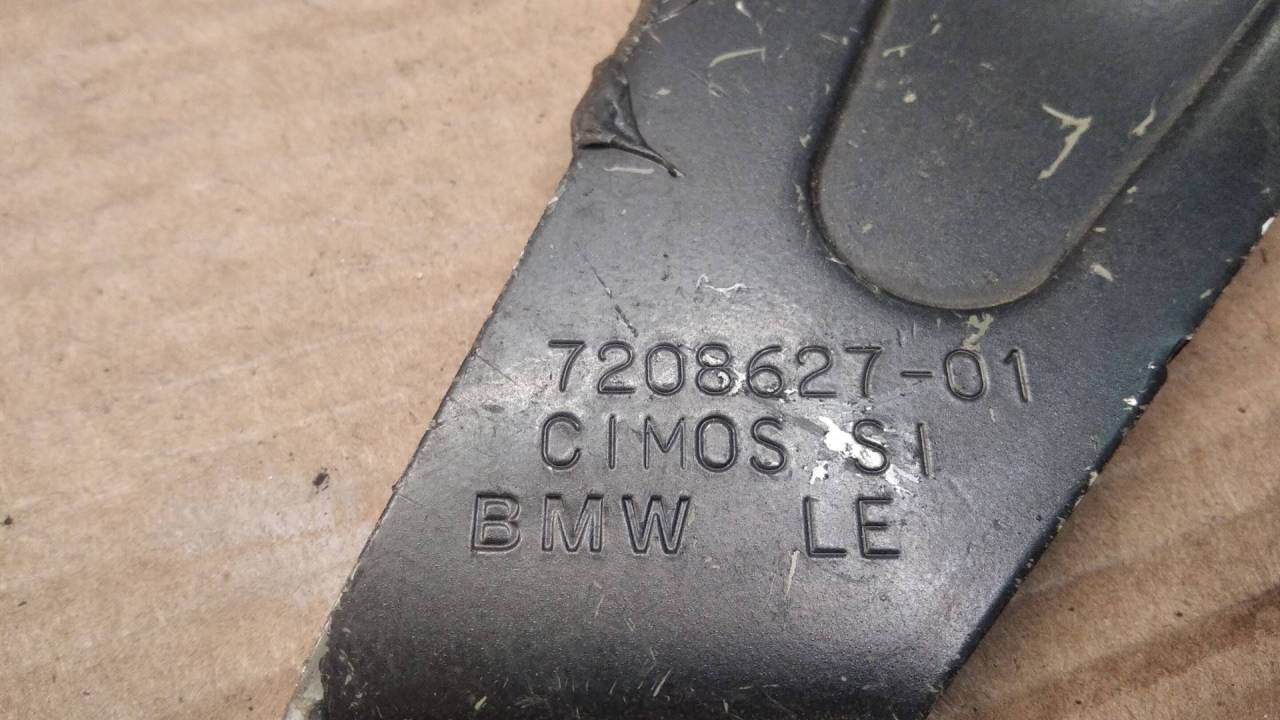 7208627-01
CIMOS SI
BMW LE